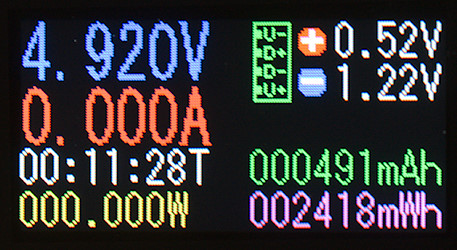 4.920V
0.000A
00:11:28T
000.000W
V-
D+
D-
V+
+ 0.52V
- 1.22V
000491mAh
002418mWh